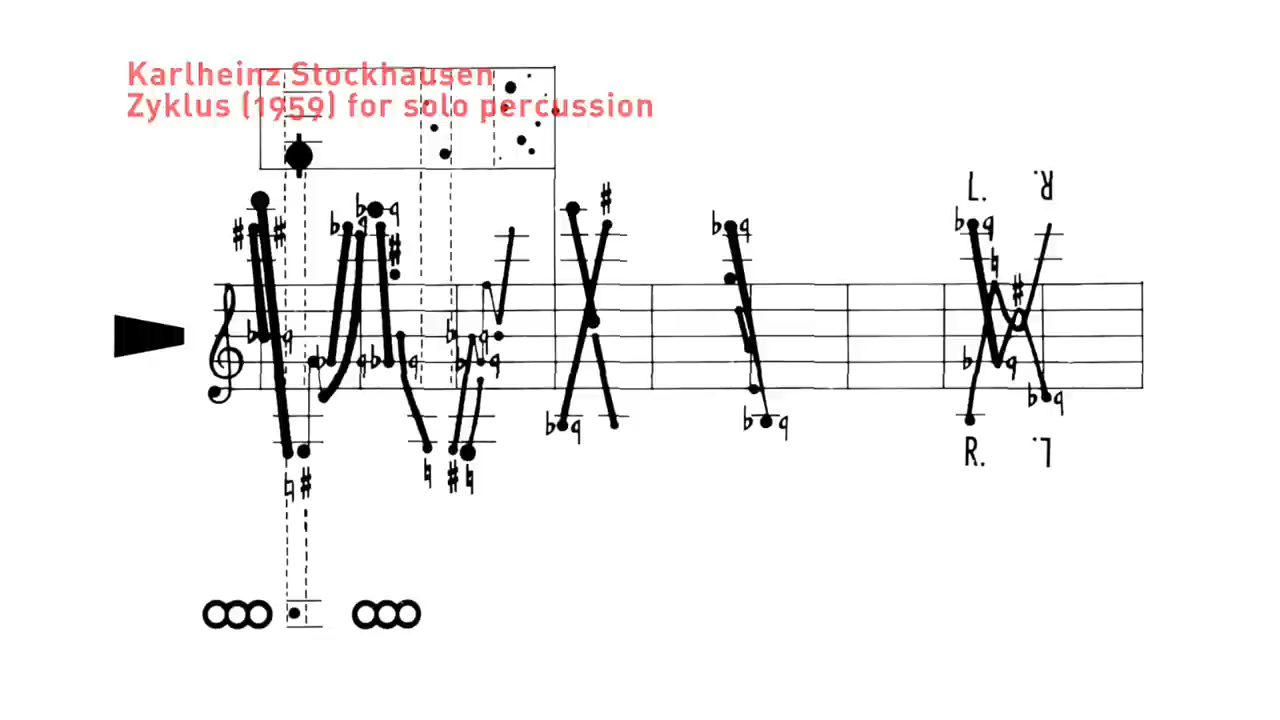 Karlheinz Stockhausen
Zyklus (1959) for solo percussion
L. R.
R. L.